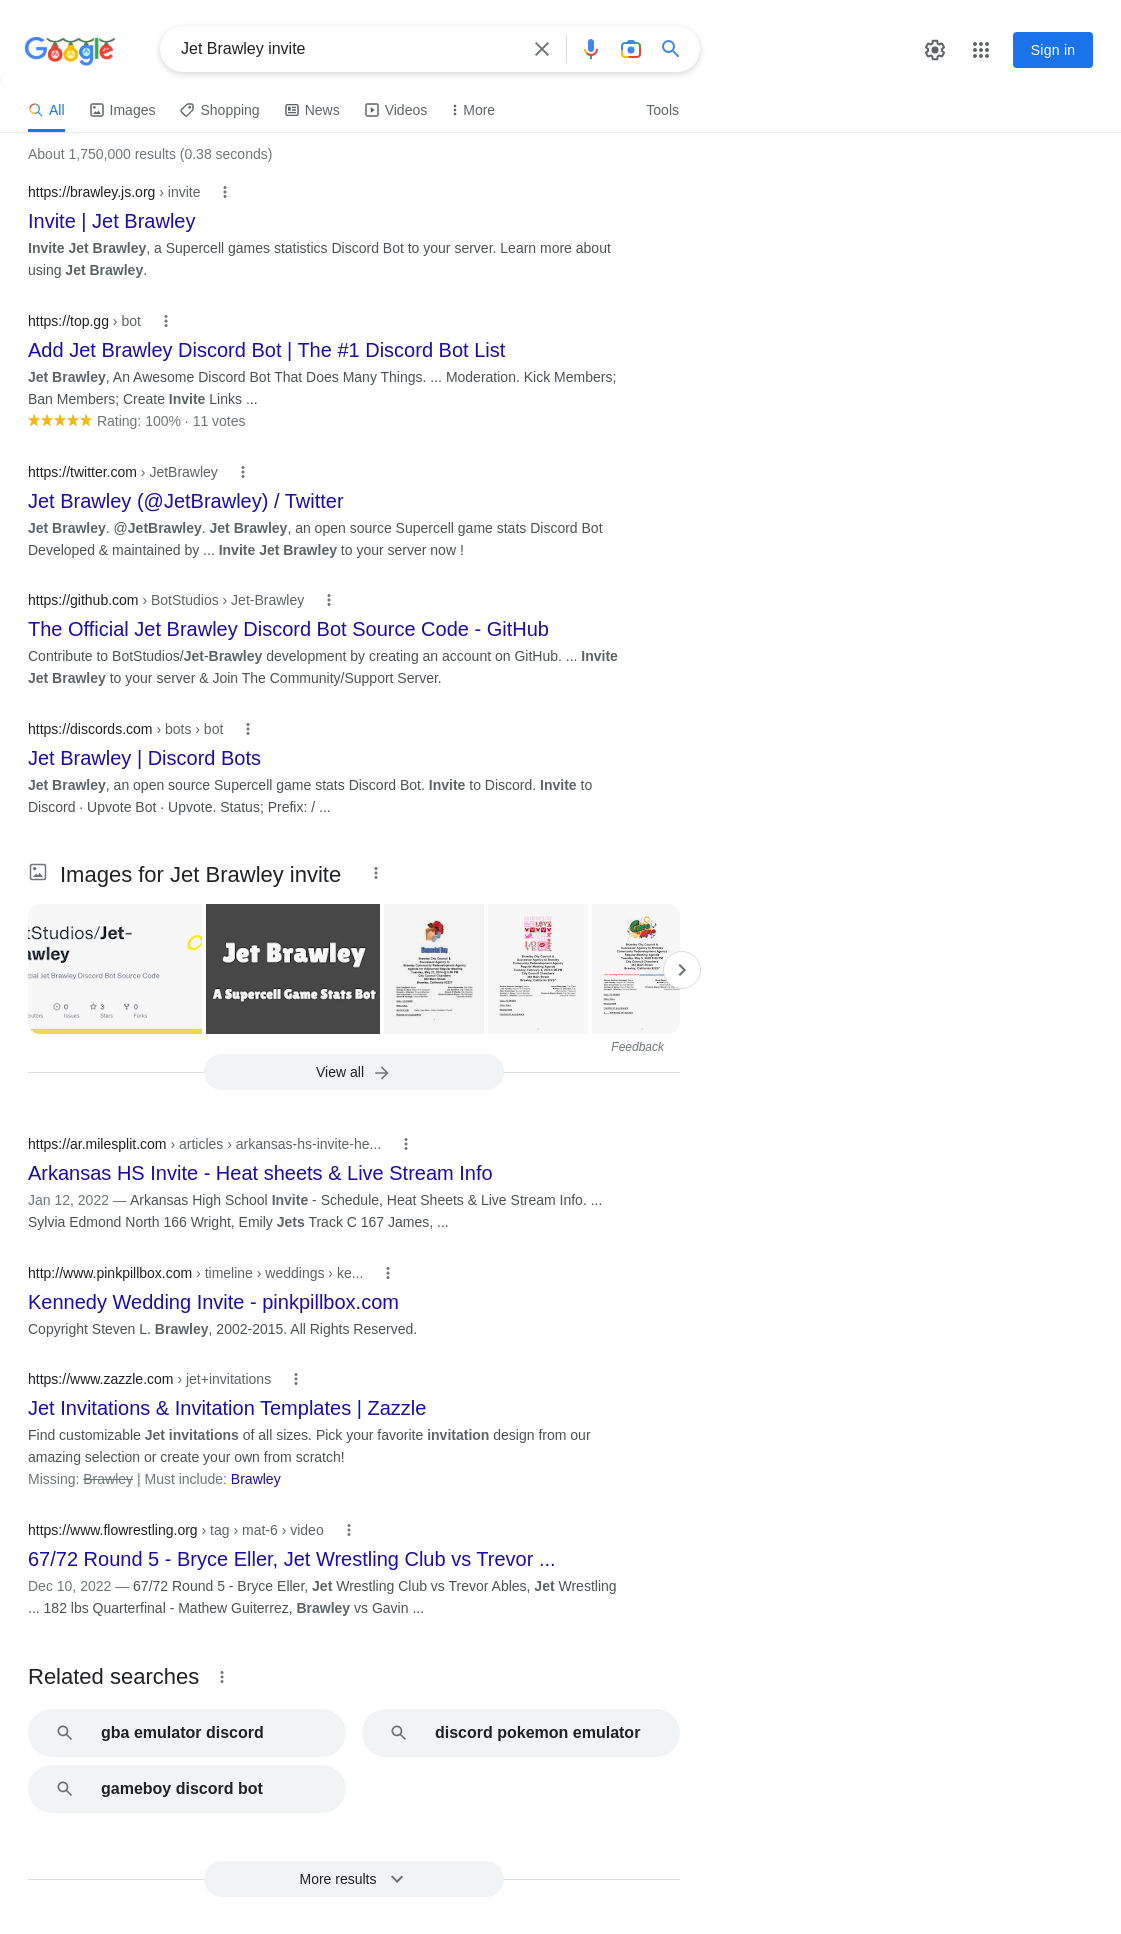 Google
Jet Brawley invite
Sign in
All
Images
Shopping
News
Videos
More
Tools
About 1,750,000 results (0.38 seconds)
https://brawley.js.org › invite
Invite | Jet Brawley
Invite Jet Brawley, a Supercell games statistics Discord Bot to your server. Learn more about
using Jet Brawley.
https://top.gg › bot
Add Jet Brawley Discord Bot | The #1 Discord Bot List
Jet Brawley, An Awesome Discord Bot That Does Many Things. ... Moderation. Kick Members;
Ban Members; Create Invite Links ...
Rating: 100% · 11 votes
https://twitter.com › JetBrawley
Jet Brawley (@JetBrawley) / Twitter
Jet Brawley. @JetBrawley. Jet Brawley, an open source Supercell game stats Discord Bot
Developed & maintained by ... Invite Jet Brawley to your server now !
https://github.com › BotStudios › Jet-Brawley
The Official Jet Brawley Discord Bot Source Code - GitHub
Contribute to BotStudios/Jet-Brawley development by creating an account on GitHub. ... Invite
Jet Brawley to your server & Join The Community/Support Server.
https://discords.com › bots › bot
Jet Brawley | Discord Bots
Jet Brawley, an open source Supercell game stats Discord Bot. Invite to Discord. Invite to
Discord · Upvote Bot · Upvote. Status; Prefix: / ...
Images for Jet Brawley invite
tStudios/Jet-
awley
cial Jet Brawley Discord Bot Source Code
0
3
0
Issues
Stars
Forks
Jet Brawley
A Supercell Game Stats Bot
Feedback
View all
https://ar.milesplit.com › articles › arkansas-hs-invite-he...
Arkansas HS Invite - Heat sheets & Live Stream Info
Jan 12, 2022 — Arkansas High School Invite - Schedule, Heat Sheets & Live Stream Info. ...
Sylvia Edmond North 166 Wright, Emily Jets Track C 167 James, ...
http://www.pinkpillbox.com › timeline › weddings › ke...
Kennedy Wedding Invite - pinkpillbox.com
Copyright Steven L. Brawley, 2002-2015. All Rights Reserved.
https://www.zazzle.com › jet+invitations
Jet Invitations & Invitation Templates | Zazzle
Find customizable Jet invitations of all sizes. Pick your favorite invitation design from our
amazing selection or create your own from scratch!
Missing: Brawley | Must include: Brawley
https://www.flowrestling.org › tag › mat-6 › video
67/72 Round 5 - Bryce Eller, Jet Wrestling Club vs Trevor ...
Dec 10, 2022 — 67/72 Round 5 - Bryce Eller, Jet Wrestling Club vs Trevor Ables, Jet Wrestling
... 182 lbs Quarterfinal - Mathew Guiterrez, Brawley vs Gavin ...
Related searches
gba emulator discord
discord pokemon emulator
gameboy discord bot
More results